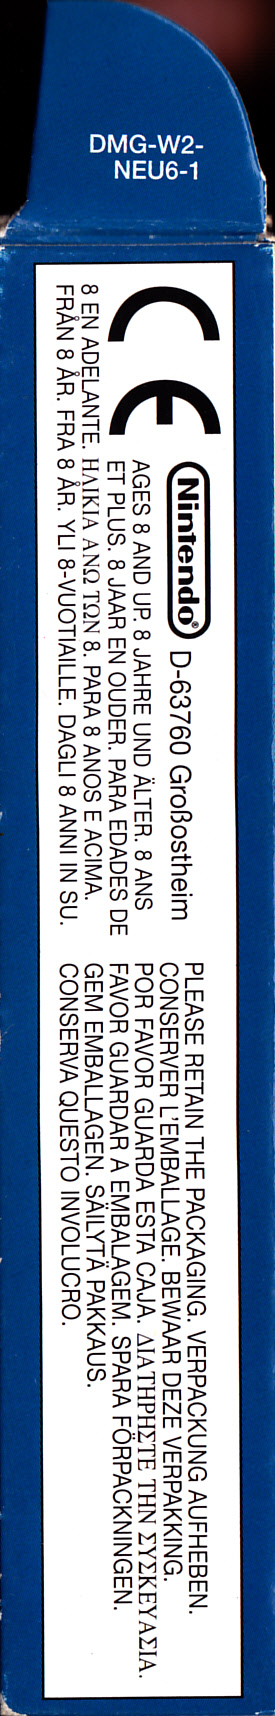 DMG-W2-
NEU6-1
CE
Nintendo® D-63760 Großostheim
AGES 8 AND UP. 8 JAHRE UND ÄLTER. 8 ANS
ET PLUS. 8 JAAR EN OUDER. PARA EDADES DE
8 EN ADELANTE. ΗΛΙΚΙΑ ΑΝΩ ΤΩΝ 8. PARA 8 ANOS E ACIMA.
FRÅN 8 ÅR. FRA 8 ÅR. YLI 8-VUOTIAILLE. DAGLI 8 ANNI IN SU.
PLEASE RETAIN THE PACKAGING. VERPACKUNG AUFHEBEN.
CONSERVER L'EMBALLAGE. BEWAAR DEZE VERPAKKING.
POR FAVOR GUARDA ESTA CAJA. ΔΙΑΤΗΡΗΣΤΕ ΤΗΝ ΣΥΣΚΕΥΑΣΙΑ.
FAVOR GUARDAR A EMBALAGEM. SPARA FÖRPACKNINGEN.
GEM EMBALLAGEN. SÄILYTÄ PAKKAUS.
CONSERVA QUESTO INVOLUCRO.